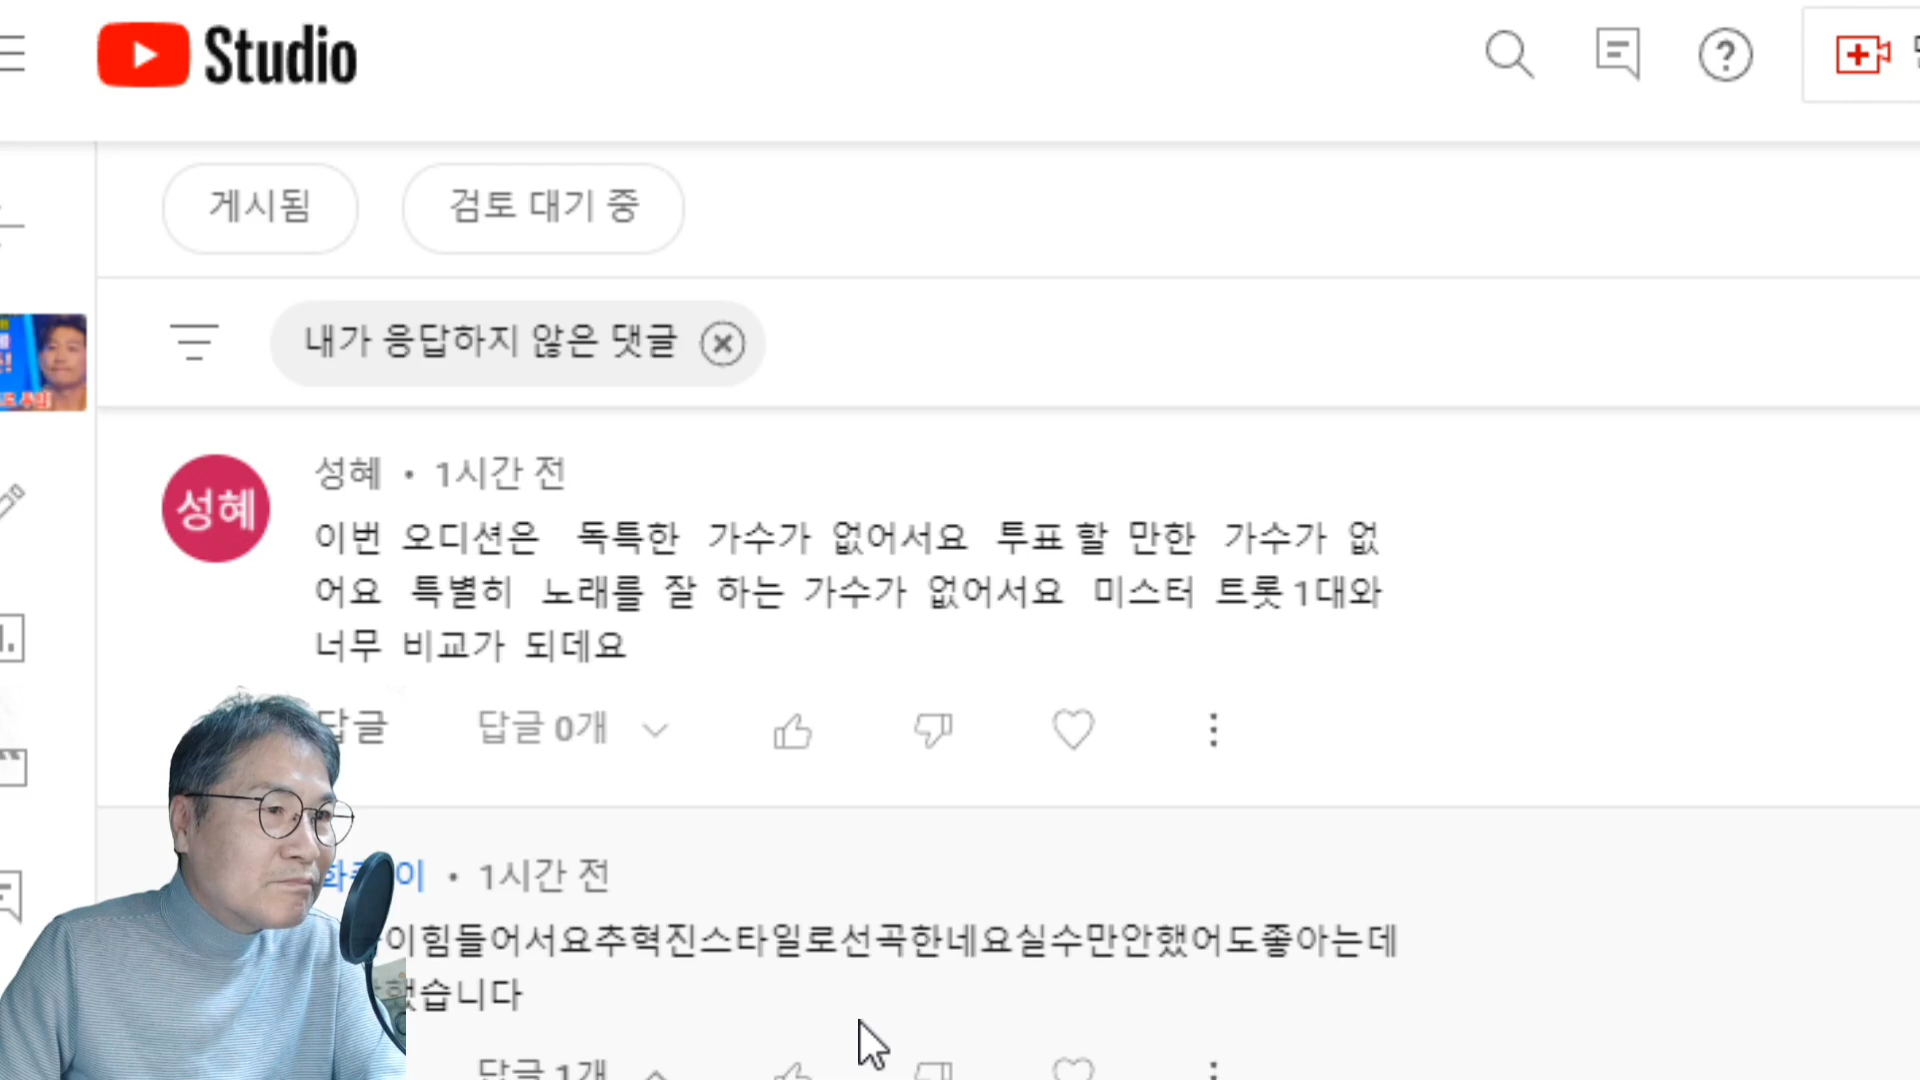 Studio
게시됨
검토 대기 중
내가 응답하지 않은 댓글
성혜
성혜 • 1시간 전
이번 오디션은 독특한 가수가 없어서요 투표 할 만한 가수가 없
어요 특별히 노래를 잘 하는 가수가 없어서요 미스터 트롯 1대와
너무 비교가 되데요
답글 답글 0개
• 1시간 전
이힘들어서요추혁진스타일로선곡한네요실수만안했어도좋아는데
했습니다
답글 1개